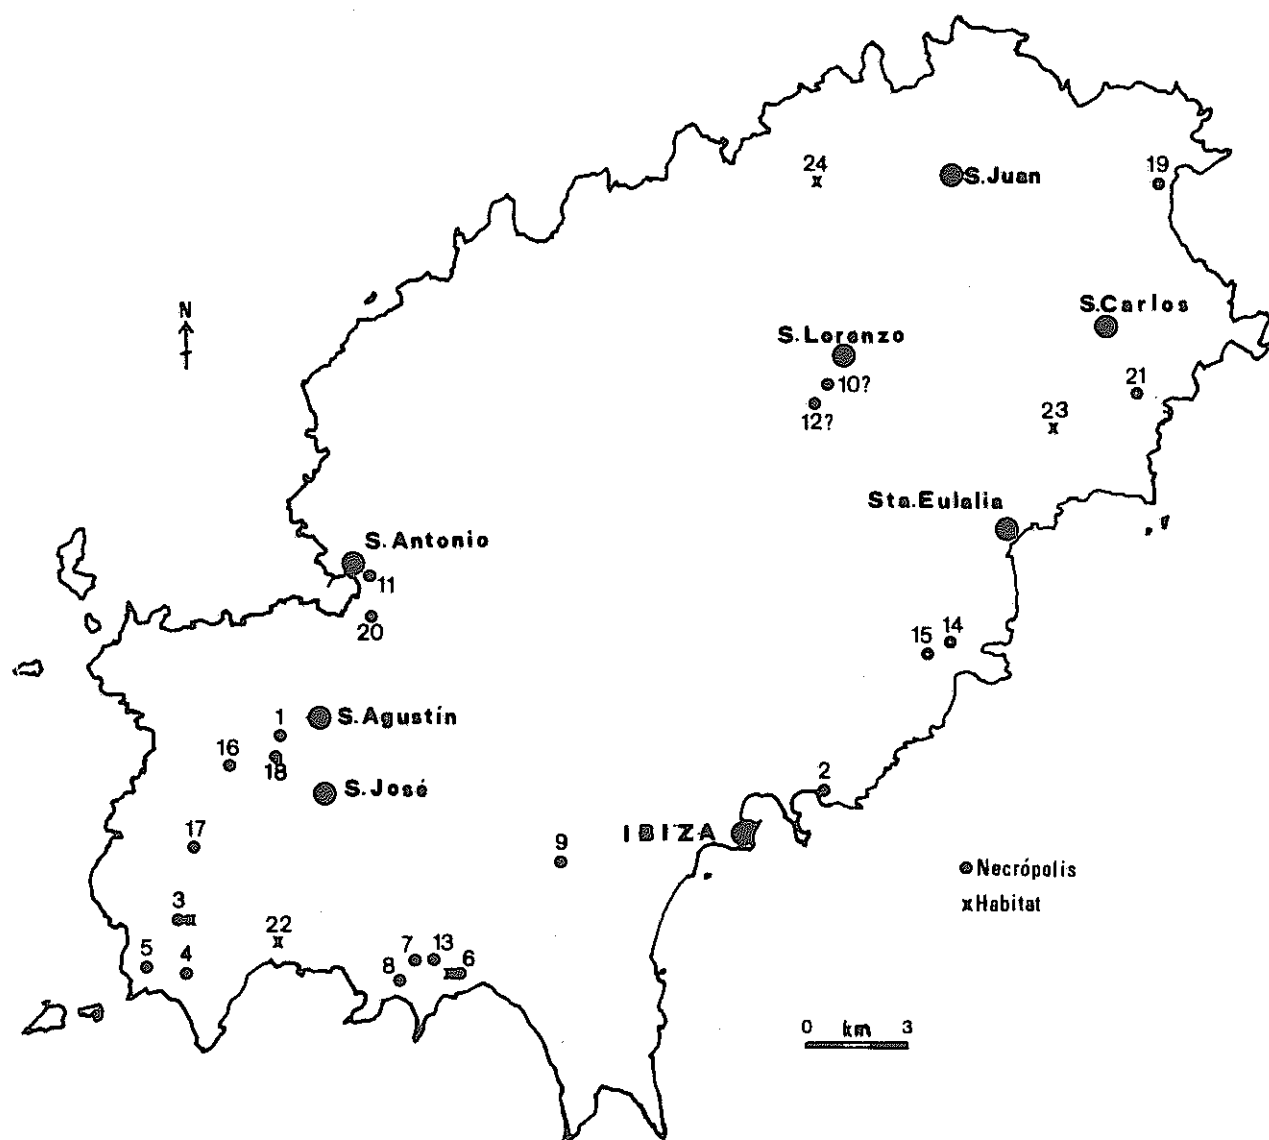 24
S.Juan
19
N
S.Carlos
S.Lorenzo
10?
21
12?
23
Sta.Eulalia
S.Antonio
11
20
15
14
S.Agustín
1
16
18
S.José
2
IBIZA
17
9
Necrópolis
Habitat
3
22
5
4
7
13
8
6
0 km 3